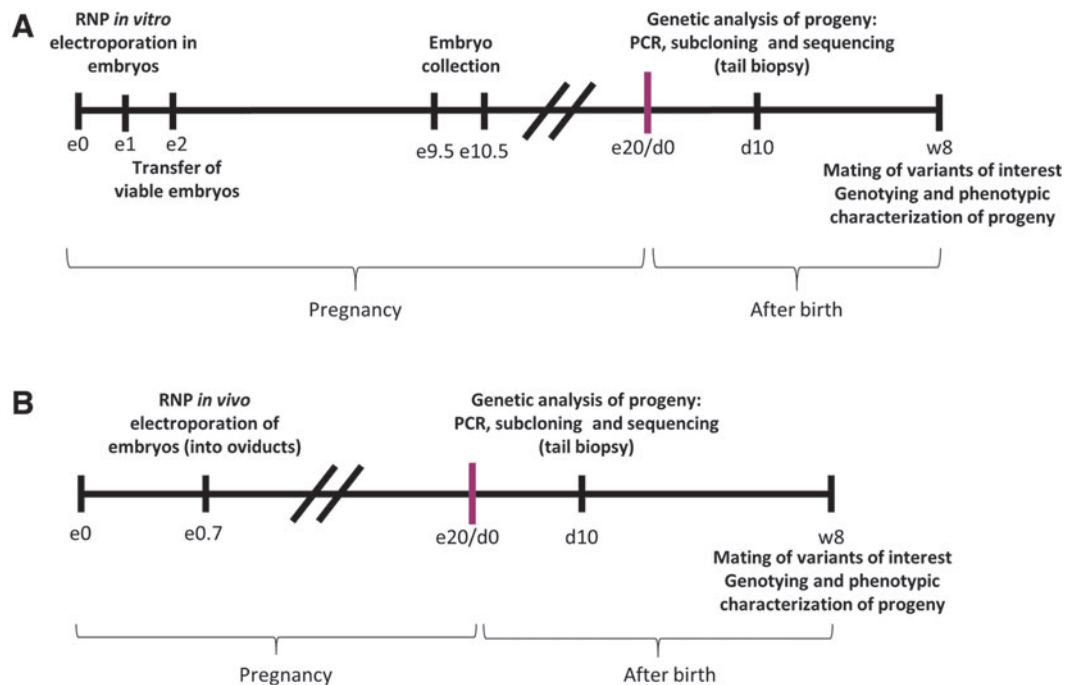 A
RNP in vitro
electroporation in
embryos
Embryo
collection
Genetic analysis of progeny:
PCR, subcloning and sequencing
(tail biopsy)
e0
e1
e2
e9.5
e10.5
e20/d0
d10
w8
Transfer of
viable embryos
Mating of variants of interest
Genotying and phenotypic
characterization of progeny
Pregnancy
After birth
B
RNP in vivo
electroporation of
embryos (into oviducts)
Genetic analysis of progeny:
PCR, subcloning and sequencing
(tail biopsy)
e0
e0.7
e20/d0
d10
w8
Mating of variants of interest
Genotying and phenotypic
characterization of progeny
Pregnancy
After birth